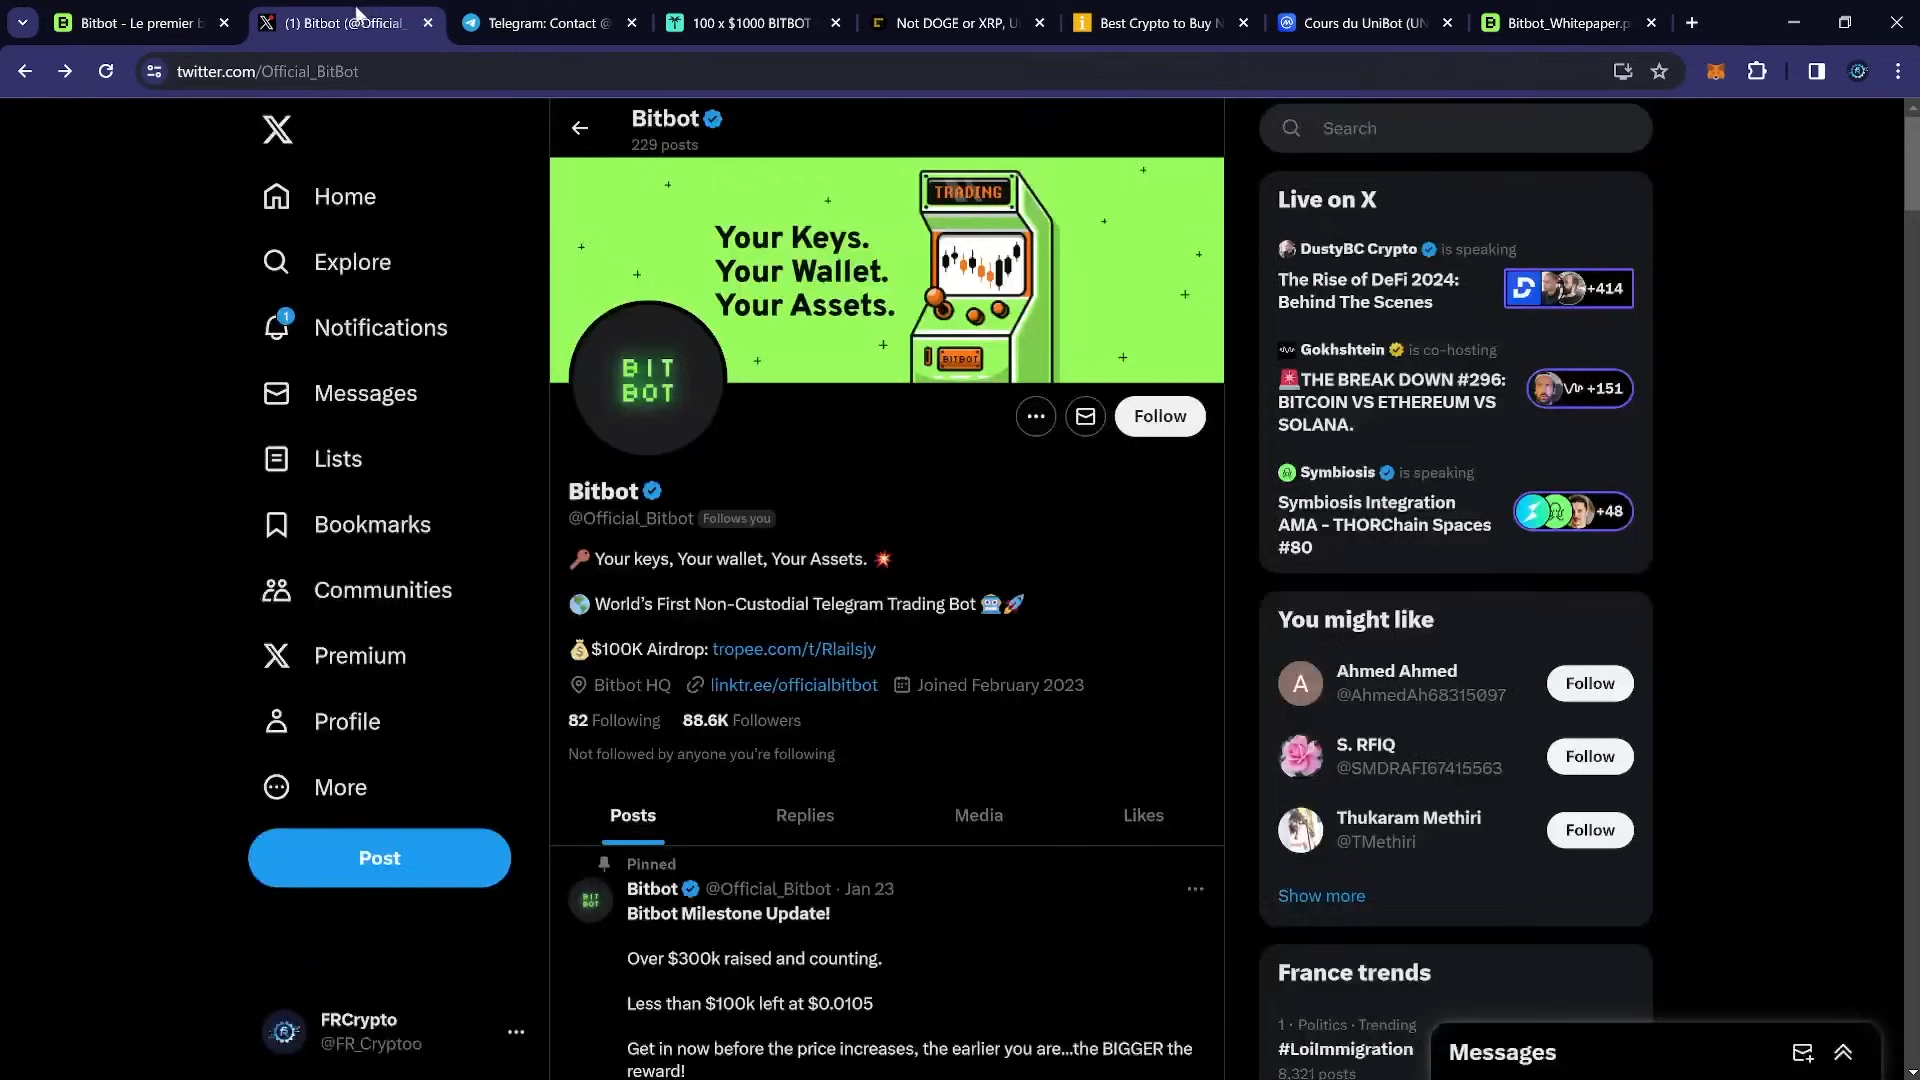 Bitbot - Le premier b
(1) Bitbot (@Official_
Telegram: Contact @
100 x $1000 BITBOT
Not DOGE or XRP, U
Best Crypto to Buy N
Cours du UniBot (UN
Bitbot_Whitepaper.p
twitter.com/Official_BitBot
Home
Explore
1
Notifications
Messages
Lists
Bookmarks
Communities
Premium
Profile
More
Post
FRCrypto
@FR_Cryptoo
Bitbot
229 posts
Your Keys.
Your Wallet.
Your Assets.
TRADING
BITBOT
BIT
BOT
Follow
Bitbot
@Official_Bitbot Follows you
Your keys, Your wallet, Your Assets.
World's First Non-Custodial Telegram Trading Bot
$100K Airdrop: tropee.com/t/Rlailsjy
Bitbot HQ linktr.ee/officialbitbot Joined February 2023
82 Following 88.6K Followers
Not followed by anyone you're following
Posts Replies Media Likes
Pinned
BIT
BOT
Bitbot @Official_Bitbot · Jan 23
Bitbot Milestone Update!
Over $300k raised and counting.
Less than $100k left at $0.0105
Get in now before the price increases, the earlier you are...the BIGGER the
reward!
Search
Live on X
DustyBC Crypto is speaking
The Rise of DeFi 2024:
Behind The Scenes
+414
Gokhshtein is co-hosting
THE BREAK DOWN #296:
BITCOIN VS ETHEREUM VS
SOLANA.
+151
Symbiosis is speaking
Symbiosis Integration
AMA - THORChain Spaces
#80
+48
You might like
A
Ahmed Ahmed
@AhmedAh68315097
Follow
S. RFIQ
@SMDRAFI67415563
Follow
Thukaram Methiri
@TMethiri
Follow
Show more
France trends
1 · Politics · Trending
#LoiImmigration
8,321 posts
Messages